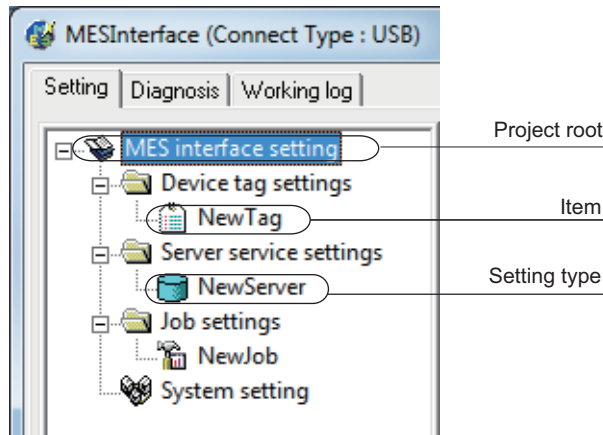 MESInterface (Connect Type : USB)
Setting Diagnosis Working log
MES interface setting Project root
Device tag settings
NewTag Item
Server service settings
NewServer Setting type
Job settings
NewJob
System setting